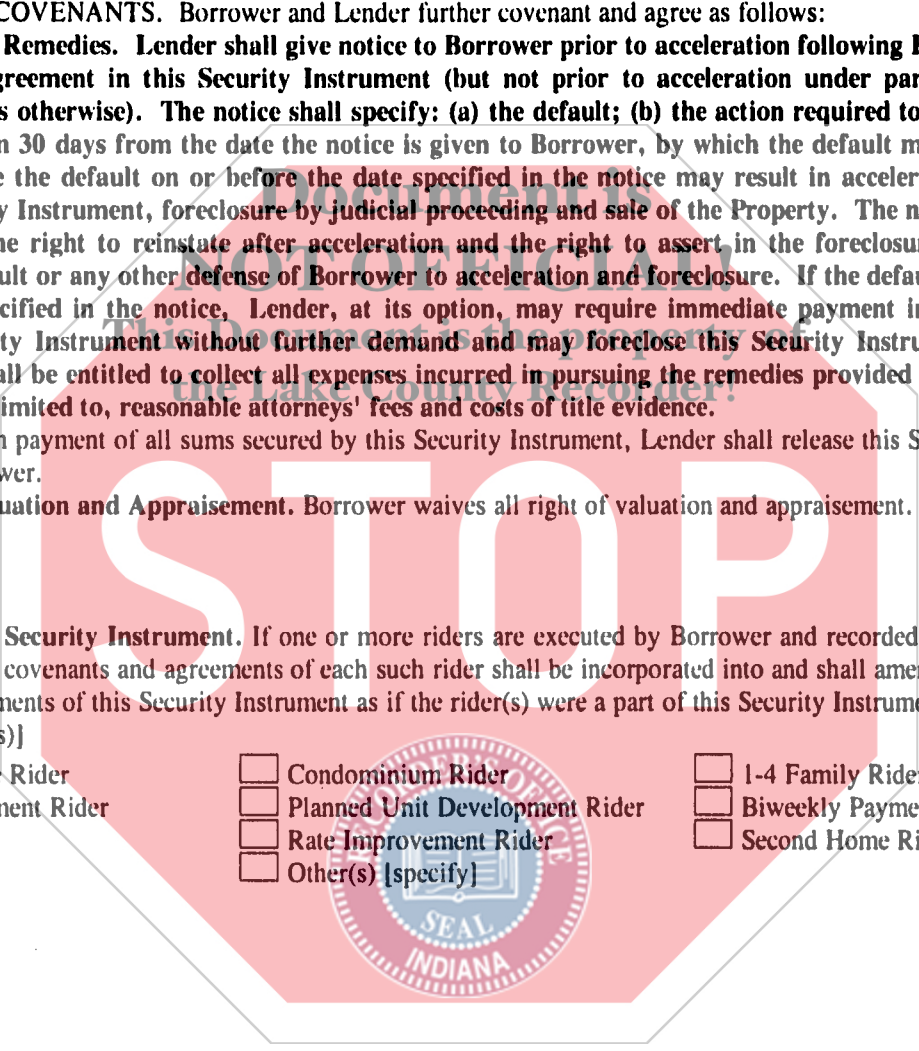 COVENANTS. Borrower and Lender further covenant and agree as follows:
Remedies. Lender shall give notice to Borrower prior to acceleration following
greement in this Security Instrument (but not prior to acceleration under par
s otherwise). The notice shall specify: (a) the default; (b) the action required to
n 30 days from the date the notice is given to Borrower, by which the default m
e the default on or before the date specified in the notice may result in acceler
y Instrument, foreclosure by judicial proceeding and sale of the Property. The n
ne right to reinstate after acceleration and the right to assert in the foreclosu
ult or any other defense of Borrower to acceleration and foreclosure. If the defau
cified in the notice, Lender, at its option, may require immediate payment i
ty Instrument without further demand and may foreclose this Security Instru
all be entitled to collect all expenses incurred in pursuing the remedies provided
imited to, reasonable attorneys' fees and costs of title evidence.
n payment of all sums secured by this Security Instrument, Lender shall release this S
wer.
uation and Appraisement. Borrower waives all right of valuation and appraisement.
Security Instrument. If one or more riders are executed by Borrower and recorded
covenants and agreements of each such rider shall be incorporated into and shall ame
ments of this Security Instrument as if the rider(s) were a part of this Security Instrume
s)]
Rider
Condominium Rider
1-4 Family Ride
nent Rider
Planned Unit Development Rider
Biweekly Payme
Rate Improvement Rider
Second Home Ri
Other(s) [specify]
Document is
NOT OFFICIAL!
This Document is the property of
the Lake County Recorder!
STOP
RECORDER'S OFFICE
SEAL
INDIANA